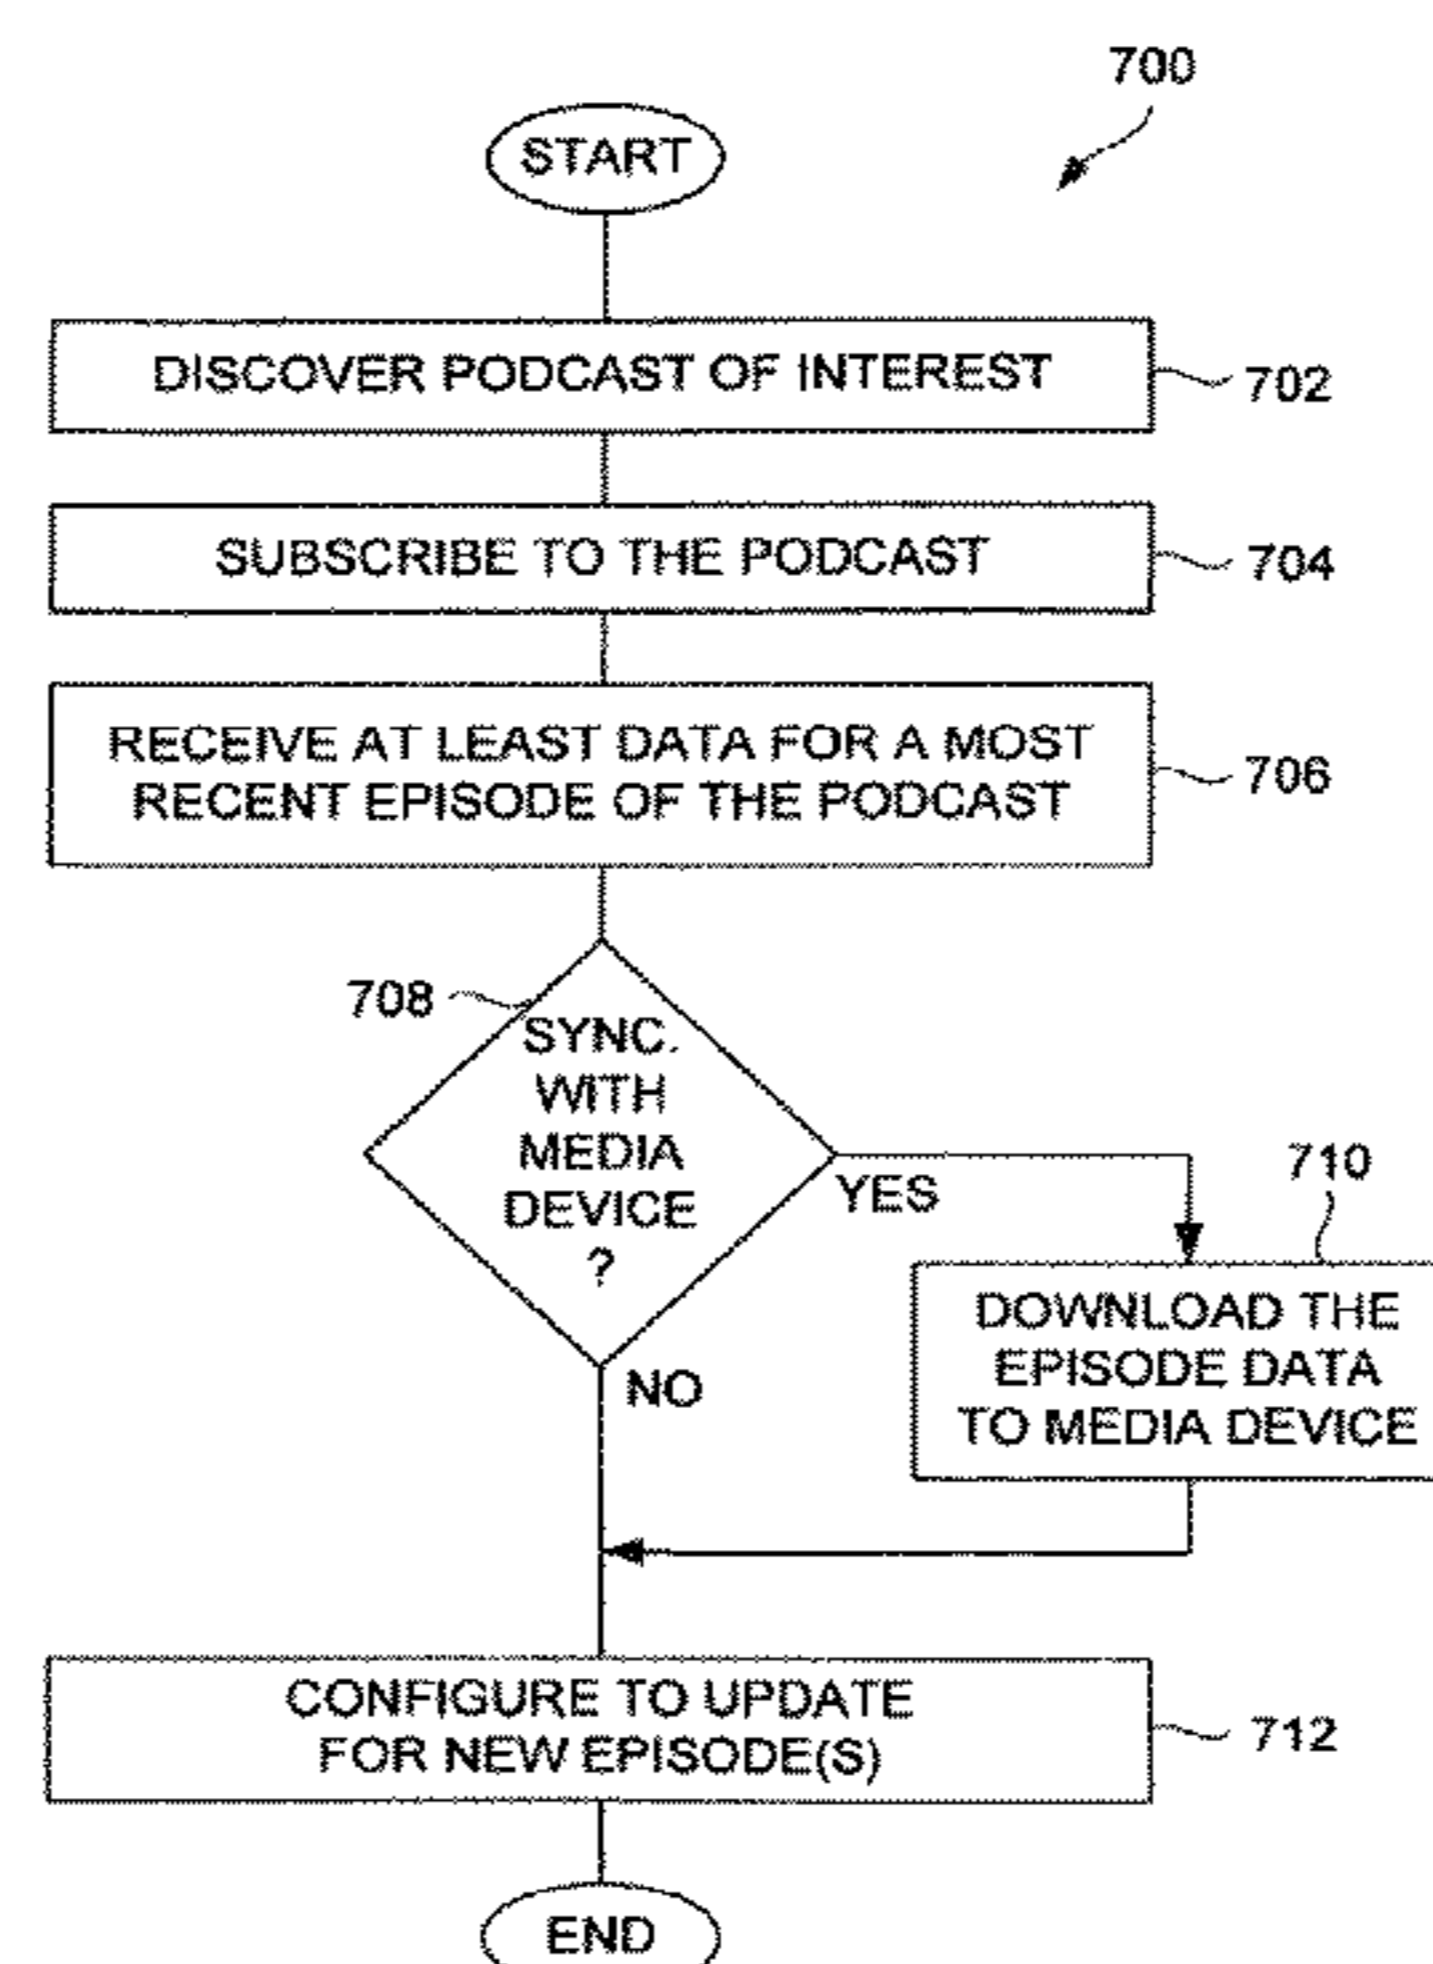 700
START
DISCOVER PODCAST OF INTEREST
702
SUBSCRIBE TO THE PODCAST
704
RECEIVE AT LEAST DATA FOR A MOST
RECENT EPISODE OF THE PODCAST
706
708
SYNC.
WITH
MEDIA
DEVICE
?
YES
NO
710
DOWNLOAD THE
EPISODE DATA
TO MEDIA DEVICE
CONFIGURE TO UPDATE
FOR NEW EPISODE(S)
712
END